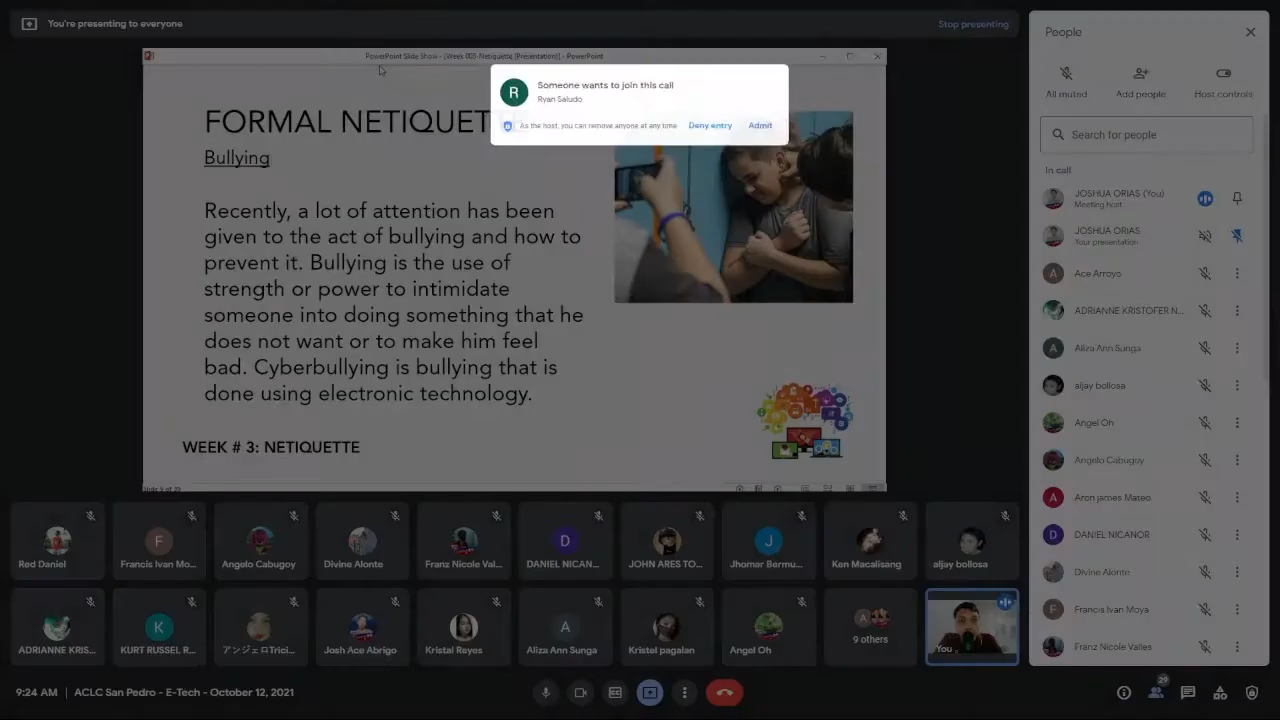 You're presenting to everyone
Stop presenting
PowerPoint Slide Show - [Week 003-Netiquette [Presentation]] - PowerPoint
Someone wants to join this call
R
Ryan Saludo
As the host, you can remove anyone at any time
Deny entry
Admit
FORMAL NETIQUET
Bullying
Recently, a lot of attention has been
given to the act of bullying and how to
prevent it. Bullying is the use of
strength or power to intimidate
someone into doing something that he
does not want or to make him feel
bad. Cyberbullying is bullying that is
done using electronic technology.
WEEK # 3: NETIQUETTE
Red Daniel
F
Francis Ivan Mo...
Angelo Cabugoy
Divine Alonte
Franz Nicole Val...
D
DANIEL NICAN...
JOHN ARES TO...
J
Jhomar Bermu...
Ken Macalisang
aljay bollosa
ADRIANNE KRIS...
K
KURT RUSSEL R...
アンジェロTrici...
Josh Ace Abrigo
Kristal Reyes
A
Aliza Ann Sunga
Kristel pagalan
Angel Oh
A
9 others
You
9:24 AM | ACLC San Pedro - E-Tech - October 12, 2021
29
People
All muted
Add people
Host controls
Search for people
In call
JOSHUA ORIAS (You)
Meeting host
JOSHUA ORIAS
Your presentation
A
Ace Arroyo
ADRIANNE KRISTOFER N...
A
Aliza Ann Sunga
aljay bollosa
Angel Oh
Angelo Cabugoy
A
Aron james Mateo
D
DANIEL NICANOR
Divine Alonte
F
Francis Ivan Moya
Franz Nicole Valles